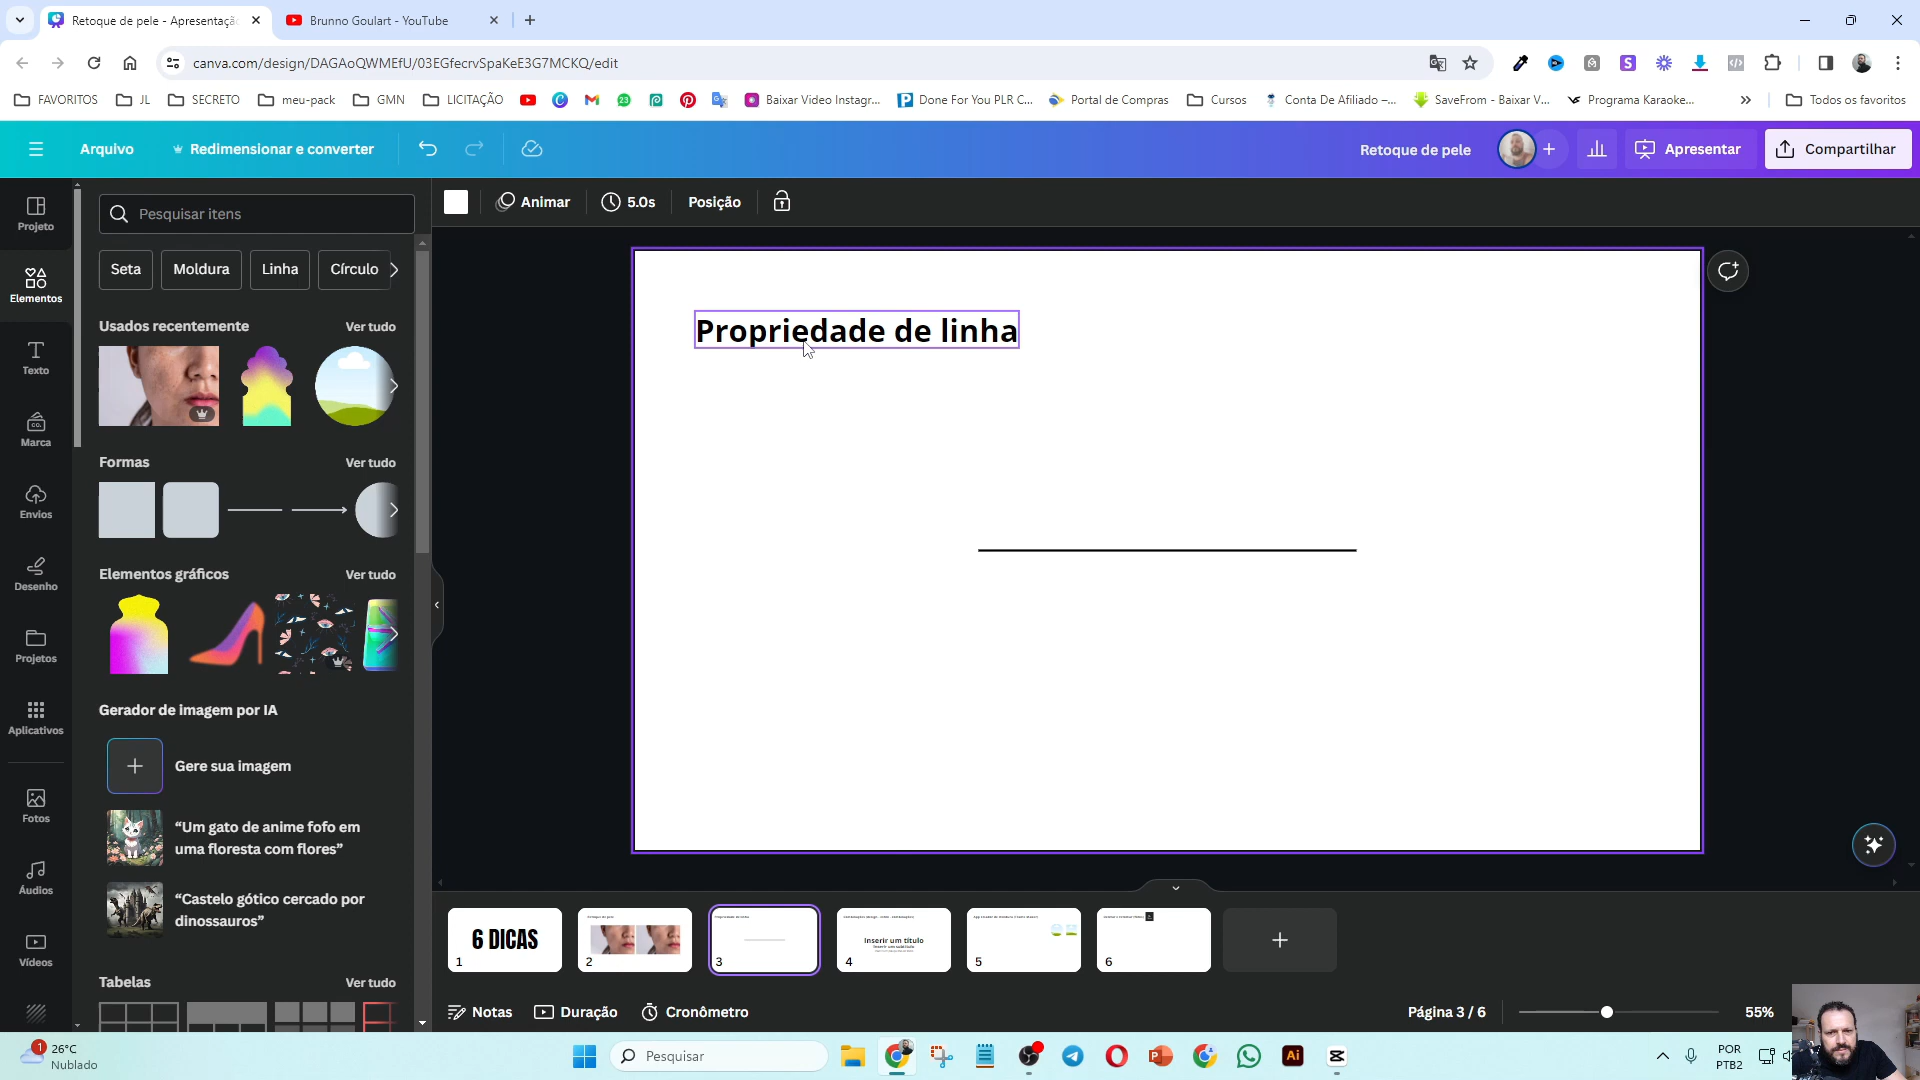 Retoque de pele - Apresentaçã
Brunno Goulart - YouTube
canva.com/design/DAGAoQWMEfU/03EGfecrvSpaKeE3G7MCKQ/edit
FAVORITOS
JL
SECRETO
meu-pack
GMN
LICITAÇÃO
Baixar Video Instagr...
Done For You PLR C...
Portal de Compras
Cursos
Conta De Afiliado –...
SaveFrom - Baixar V...
Programa Karaoke...
Todos os favoritos
Arquivo
Redimensionar e converter
Retoque de pele
Apresentar
Compartilhar
Projeto
Elementos
Texto
Marca
Envios
Desenho
Projetos
Aplicativos
Fotos
Áudios
Vídeos
Pesquisar itens
Seta
Moldura
Linha
Círculo
Usados recentemente
Ver tudo
Formas
Ver tudo
Elementos gráficos
Ver tudo
Gerador de imagem por IA
Gere sua imagem
“Um gato de anime fofo em
uma floresta com flores”
“Castelo gótico cercado por
dinossauros”
Tabelas
Ver tudo
Animar
5.0s
Posição
Propriedade de linha
6 DICAS
1
2
3
Inserir um título
4
5
6
Notas
Duração
Cronômetro
Página 3 / 6
55%
1
26°C
Nublado
Pesquisar
Ai
POR
PTB2